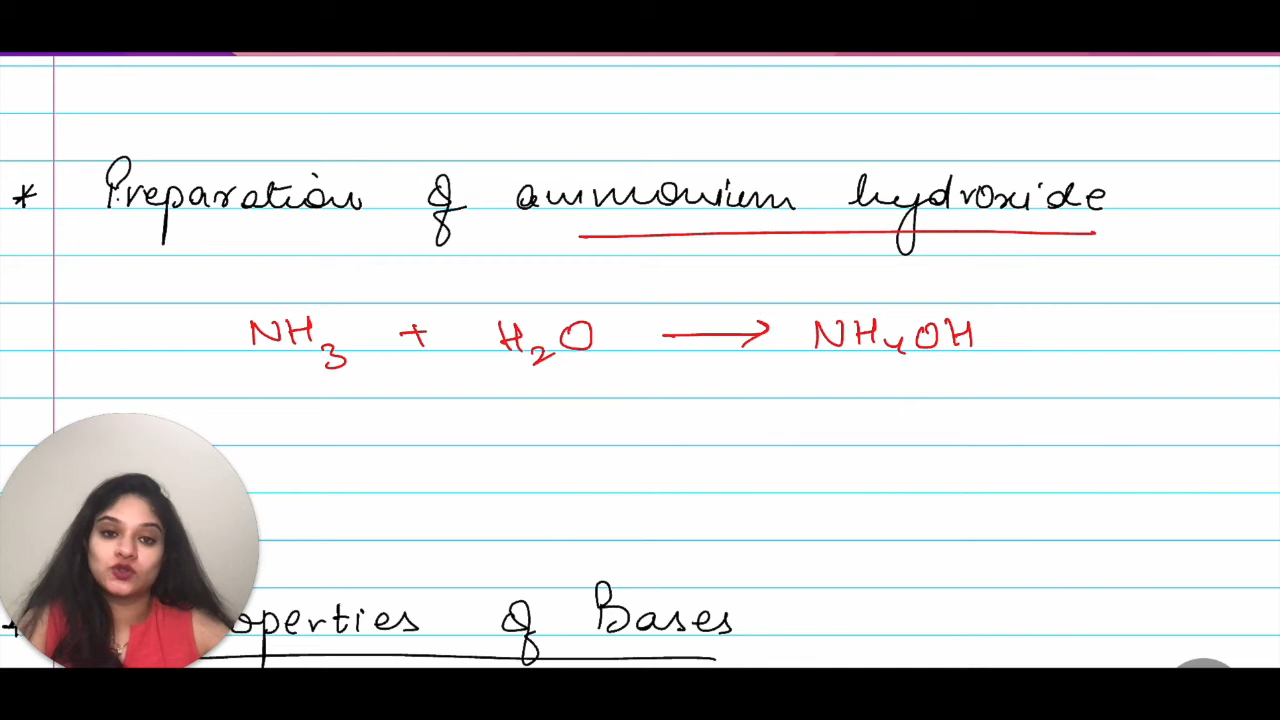 * Preparation of ammonium hydroxide
NH₃ + H₂O → NH₄OH
operties of Bases